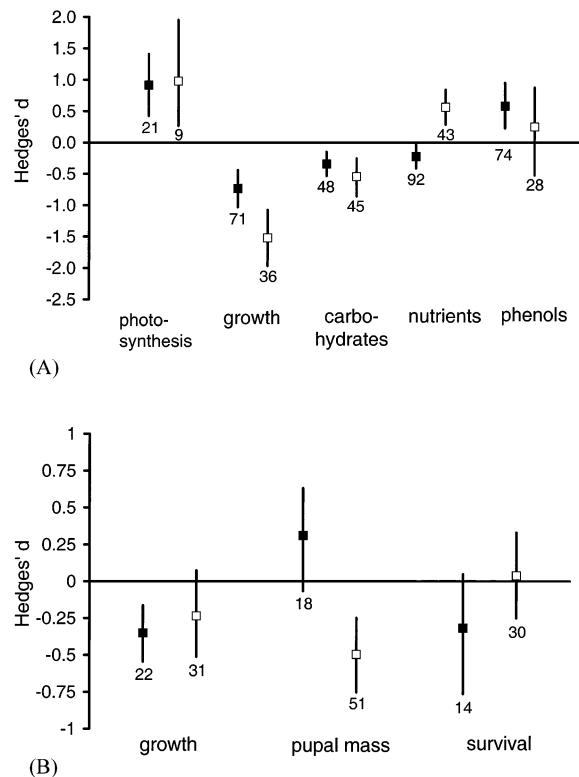 2.0
1.5
1.0
0.5
0.0
-0.5
-1.0
-1.5
-2.0
-2.5
Hedges' d
21
9
71
36
48
45
92
43
74
28
photo-
synthesis
growth
carbo-
hydrates
nutrients
phenols
(A)
1
0.75
0.5
0.25
0
-0.25
-0.5
-0.75
-1
Hedges' d
22
31
18
51
14
30
growth
pupal mass
survival
(B)